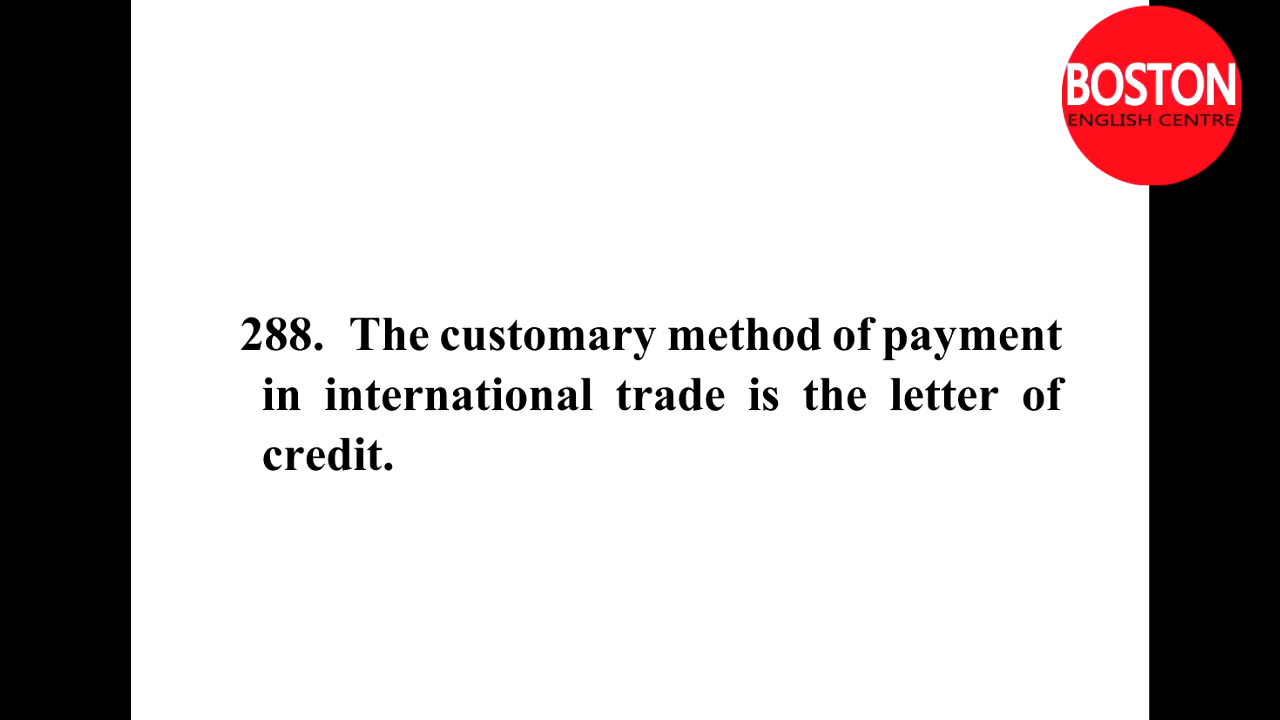 BOSTON
ENGLISH CENTRE
288. The customary method of payment
in international trade is the letter of
credit.